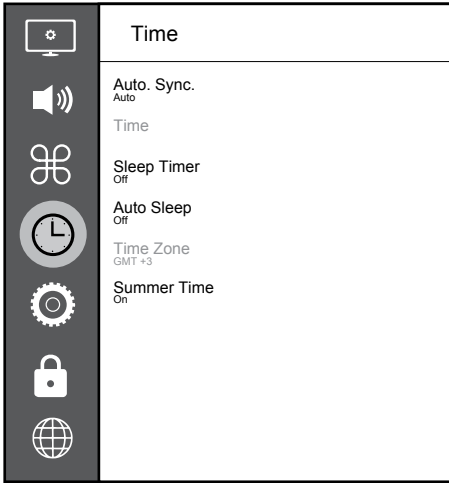 Time
Auto. Sync.
Auto
Time
Sleep Timer
Off
Auto Sleep
Off
Time Zone
GMT +3
Summer Time
On